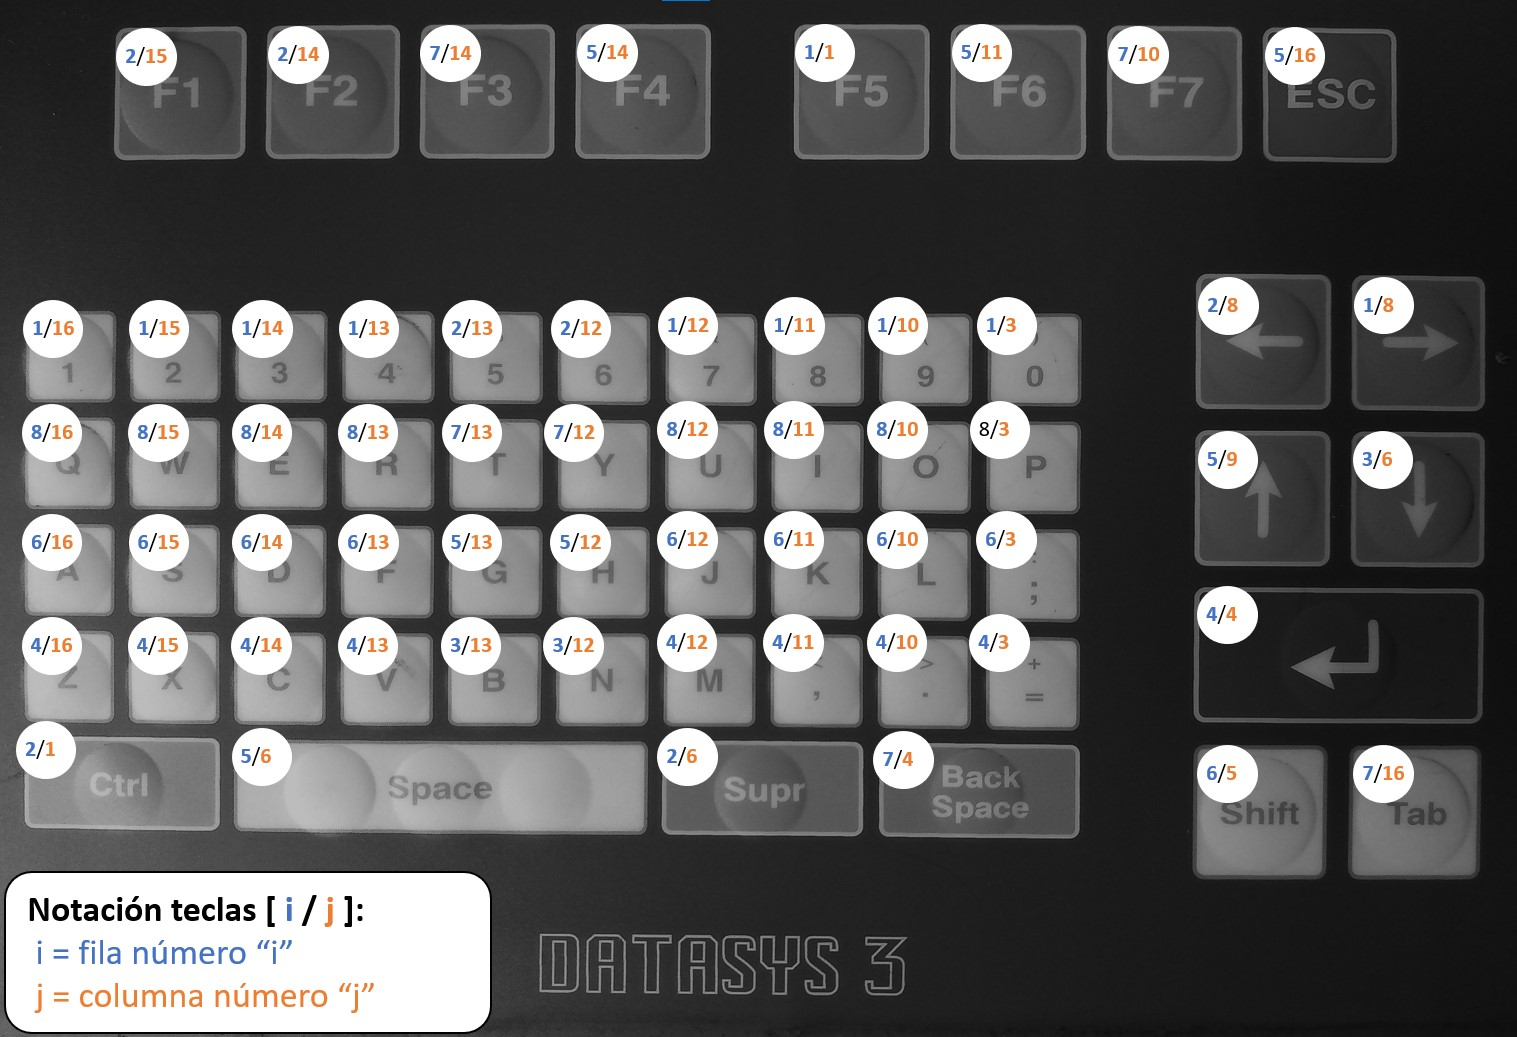 2/15 2/14 7/14 5/14 1/1 5/11 7/10 5/16
F1 F2 F3 F4 F5 F6 F7 ESC
2/8 1/8
1/16 1/15 1/14 1/13 2/13 2/12 1/12 1/11 1/10 1/3
1 2 3 4 5 6 7 8 9 0
8/16 8/15 8/14 8/13 7/13 7/12 8/12 8/11 8/10 8/3
Q W E R T Y U I O P
5/9 3/6
6/16 6/15 6/14 6/13 5/13 5/12 6/12 6/11 6/10 6/3
A S D F G H J K L ;
4/4
4/16 4/15 4/14 4/13 3/13 3/12 4/12 4/11 4/10 4/3
> +
Z X C V B N M , . =
2/1 5/6 2/6 7/4 6/5 7/16
Ctrl Space Supr Back
Space
Shift Tab
Notación teclas [ i / j ]:
i = fila número “i”
j = columna número “j”
DATASYS 3